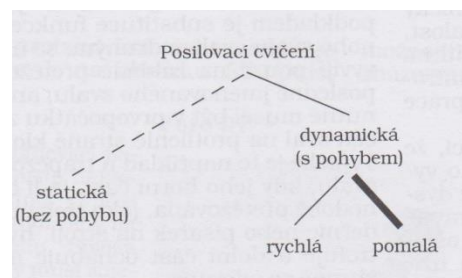 Posilovací cvičení
dynamická
(s pohybem)
statická
(bez pohybu)
rychlá
pomalá